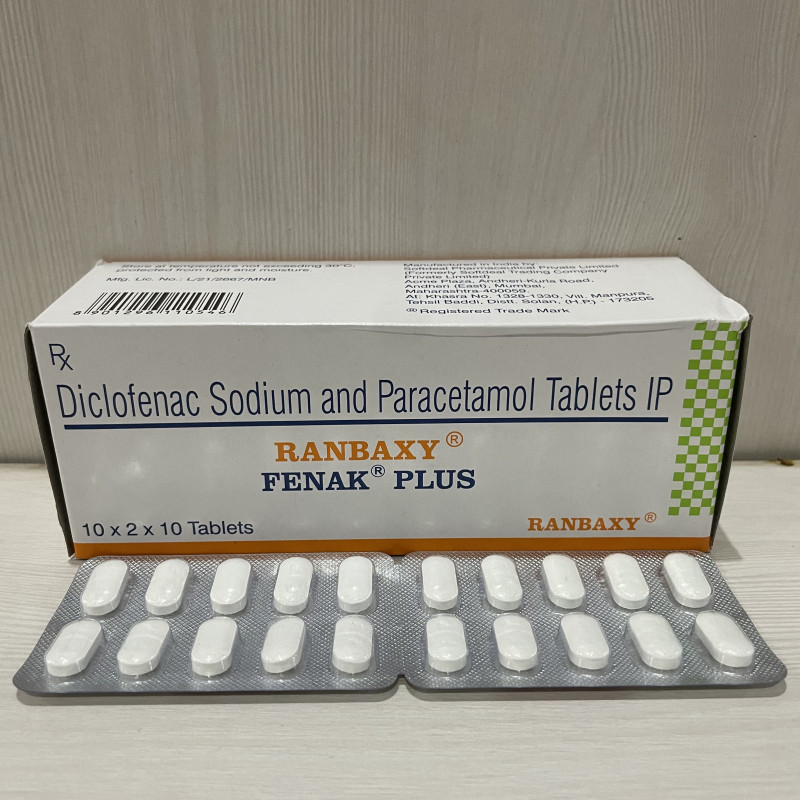 Store at temperature not exceeding 30°C,
protected from light and moisture.
Mfg. Lic. No.: L/21/2667/MNB
8 901296 110546
Manufactured in India by:
Softdeal Pharmaceutical Private Limited
(Formerly Softdeal Trading Company
Private Limited)
Acme Plaza, Andheri-Kurla Road,
Andheri (East), Mumbai,
Maharashtra-400059.
At: Khasra No. 1328-1330, Vill. Manpura,
Tehsil Baddi, Distt. Solan, (H.P.) - 173205
® Registered Trade Mark
Rx
Diclofenac Sodium and Paracetamol Tablets IP
RANBAXY®
FENAK® PLUS
10 x 2 x 10 Tablets
RANBAXY®